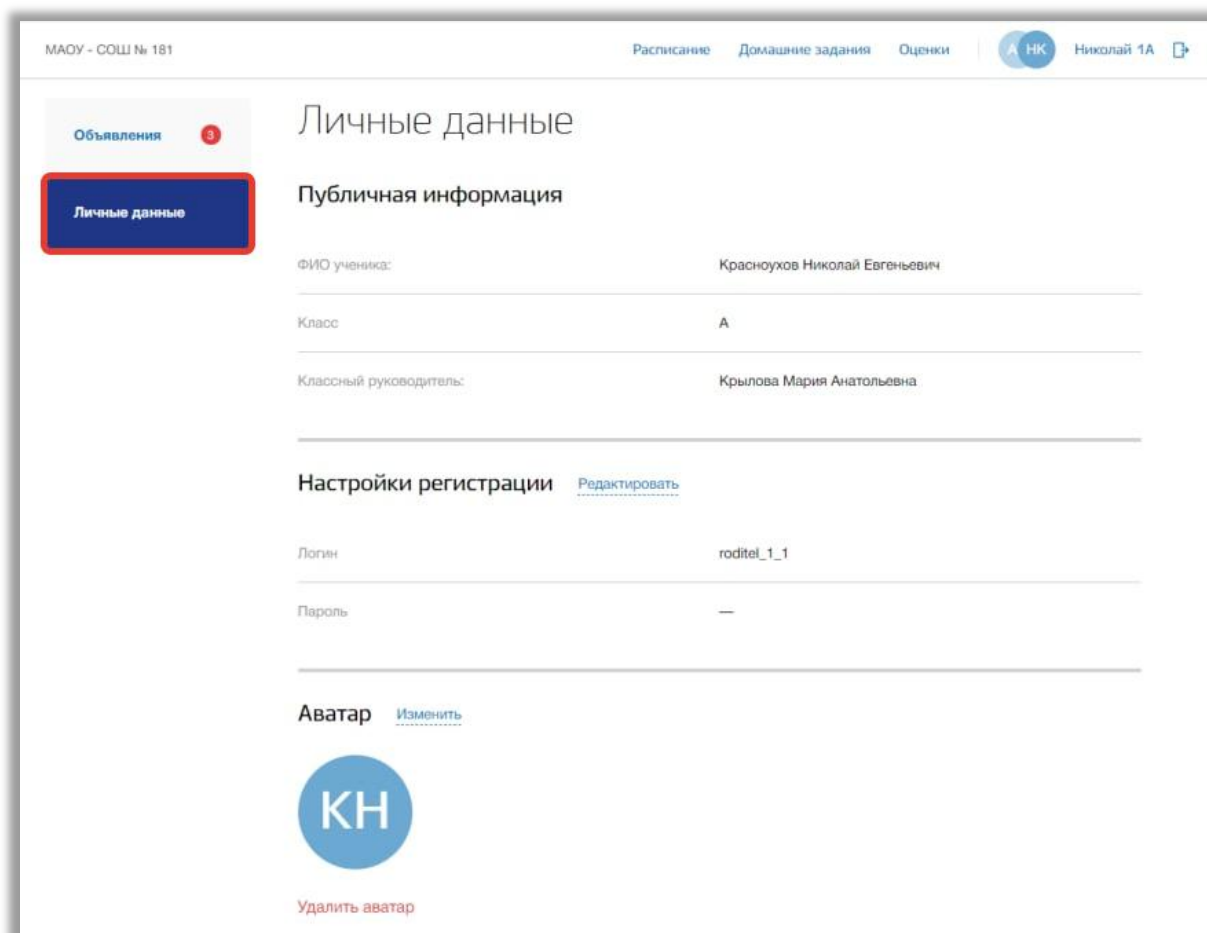 МАОУ - СОШ № 181 Расписание Домашние задания Оценки А НК Николай 1А
Объявления 3
Личные данные
Личные данные
Публичная информация
ФИО ученика: Красноухов Николай Евгеньевич
Класс А
Классный руководитель: Крылова Мария Анатольевна
Настройки регистрации Редактировать
Логин roditel_1_1
Пароль —
Аватар Изменить
КН
Удалить аватар